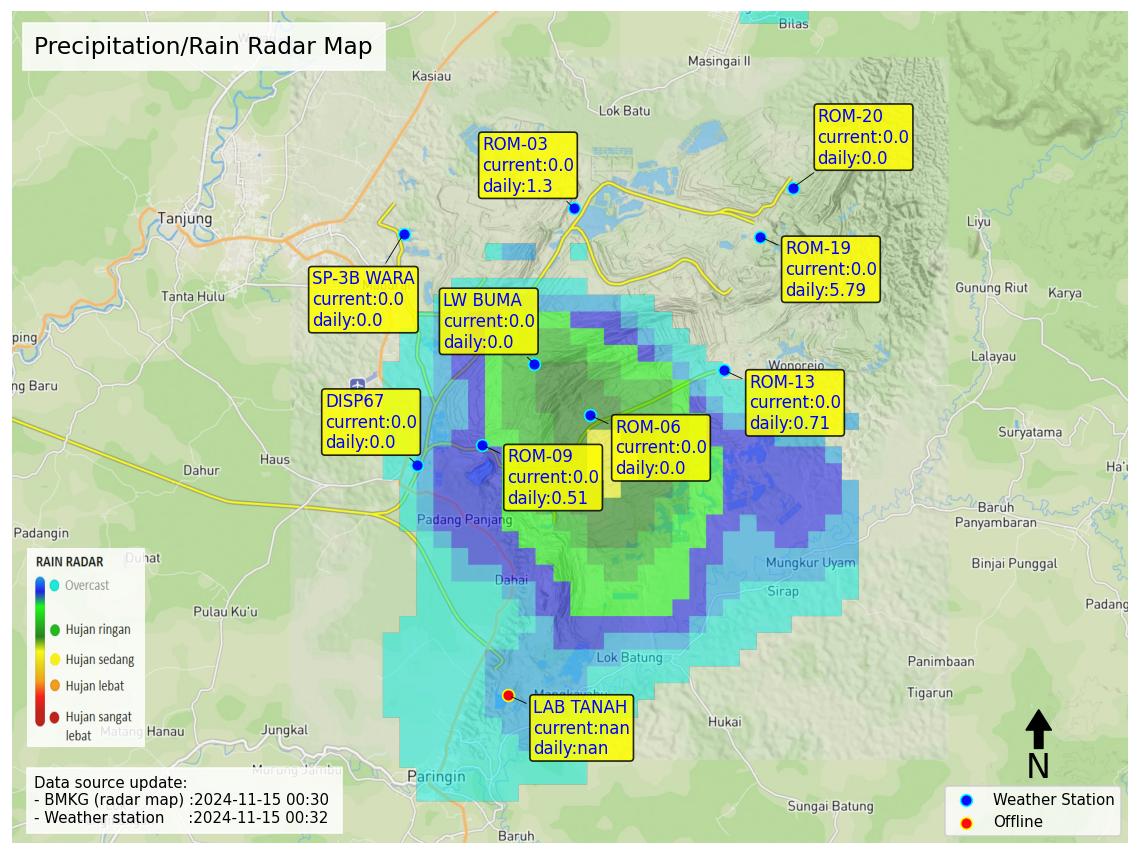 Precipitation/Rain Radar Map
Bilas
Masingai II
Kasiau
Lok Batu
ROM-20
current:0.0
daily:0.0
ROM-03
current:0.0
daily:1.3
Tanjung
Liyu
ROM-19
current:0.0
daily:5.79
SP-3B WARA
current:0.0
daily:0.0
Tanta Hulu
Gunung Riut
Karya
LW BUMA
current:0.0
daily:0.0
ping
Lalayau
Wonorejo
ng Baru
ROM-13
current:0.0
daily:0.71
DISP67
current:0.0
daily:0.0
ROM-06
current:0.0
daily:0.0
Suryatama
ROM-09
current:0.0
daily:0.51
Haus
Dahur
Ha'u
Baruh
Panyambaran
Padang Panjang
Padangin
Duhat
Mungkur Uyam
Binjai Punggal
Dahai
Sirap
Padang
Pulau Ku'u
RAIN RADAR
Overcast
Hujan ringan
Hujan sedang
Hujan lebat
Hujan sangat
lebat
Lok Batung
Panimbaan
Tigarun
Mangkayahu
LAB TANAH
current:nan
daily:nan
Hukai
Matang Hanau
Jungkal
Murung Jambu
Paringin
N
Data source update:
- BMKG (radar map) :2024-11-15 00:30
- Weather station :2024-11-15 00:32
Sungai Batung
Baruh
Weather Station
Offline